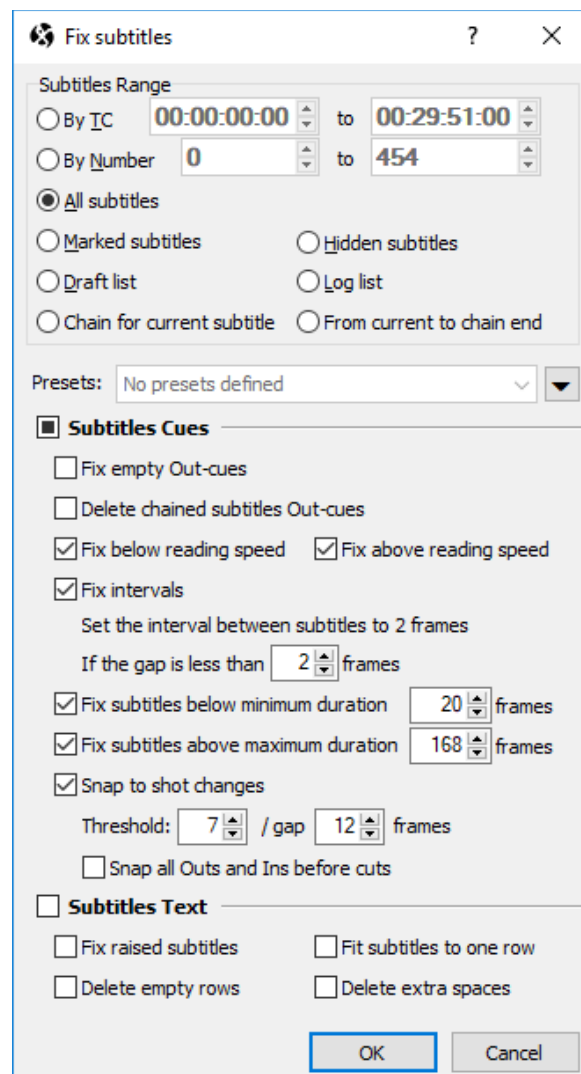 Fix subtitles ?
Subtitles Range
By TC 00:00:00:00 to 00:29:51:00
By Number 0 to 454
All subtitles
Marked subtitles Hidden subtitles
Draft list Log list
Chain for current subtitle From current to chain end
Presets: No presets defined
Subtitles Cues
Fix empty Out-cues
Delete chained subtitles Out-cues
Fix below reading speed Fix above reading speed
Fix intervals
Set the interval between subtitles to 2 frames
If the gap is less than 2 frames
Fix subtitles below minimum duration 20 frames
Fix subtitles above maximum duration 168 frames
Snap to shot changes
Threshold: 7 / gap 12 frames
Snap all Outs and Ins before cuts
Subtitles Text
Fix raised subtitles Fit subtitles to one row
Delete empty rows Delete extra spaces
OK Cancel